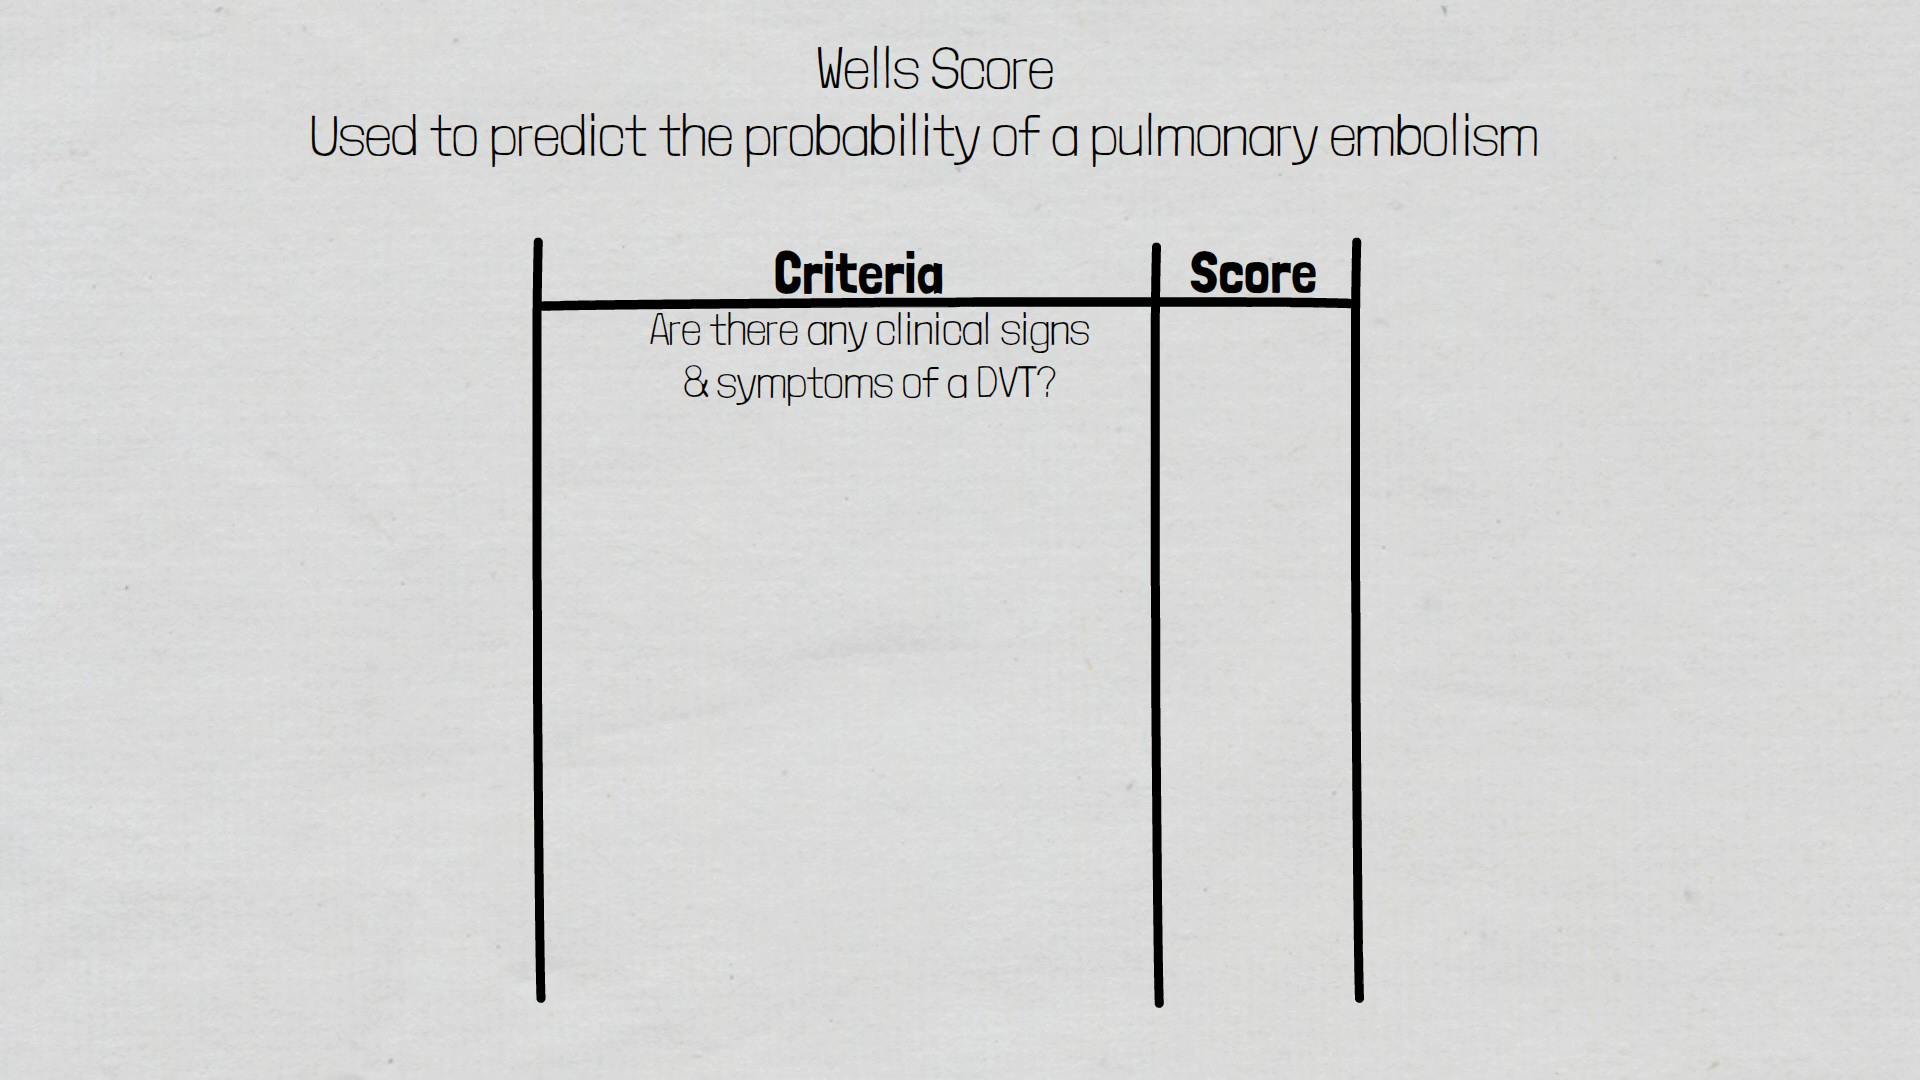 Wells Score
Used to predict the probability of a pulmonary embolism
Criteria
Score
Are there any clinical signs
& symptoms of a DVT?